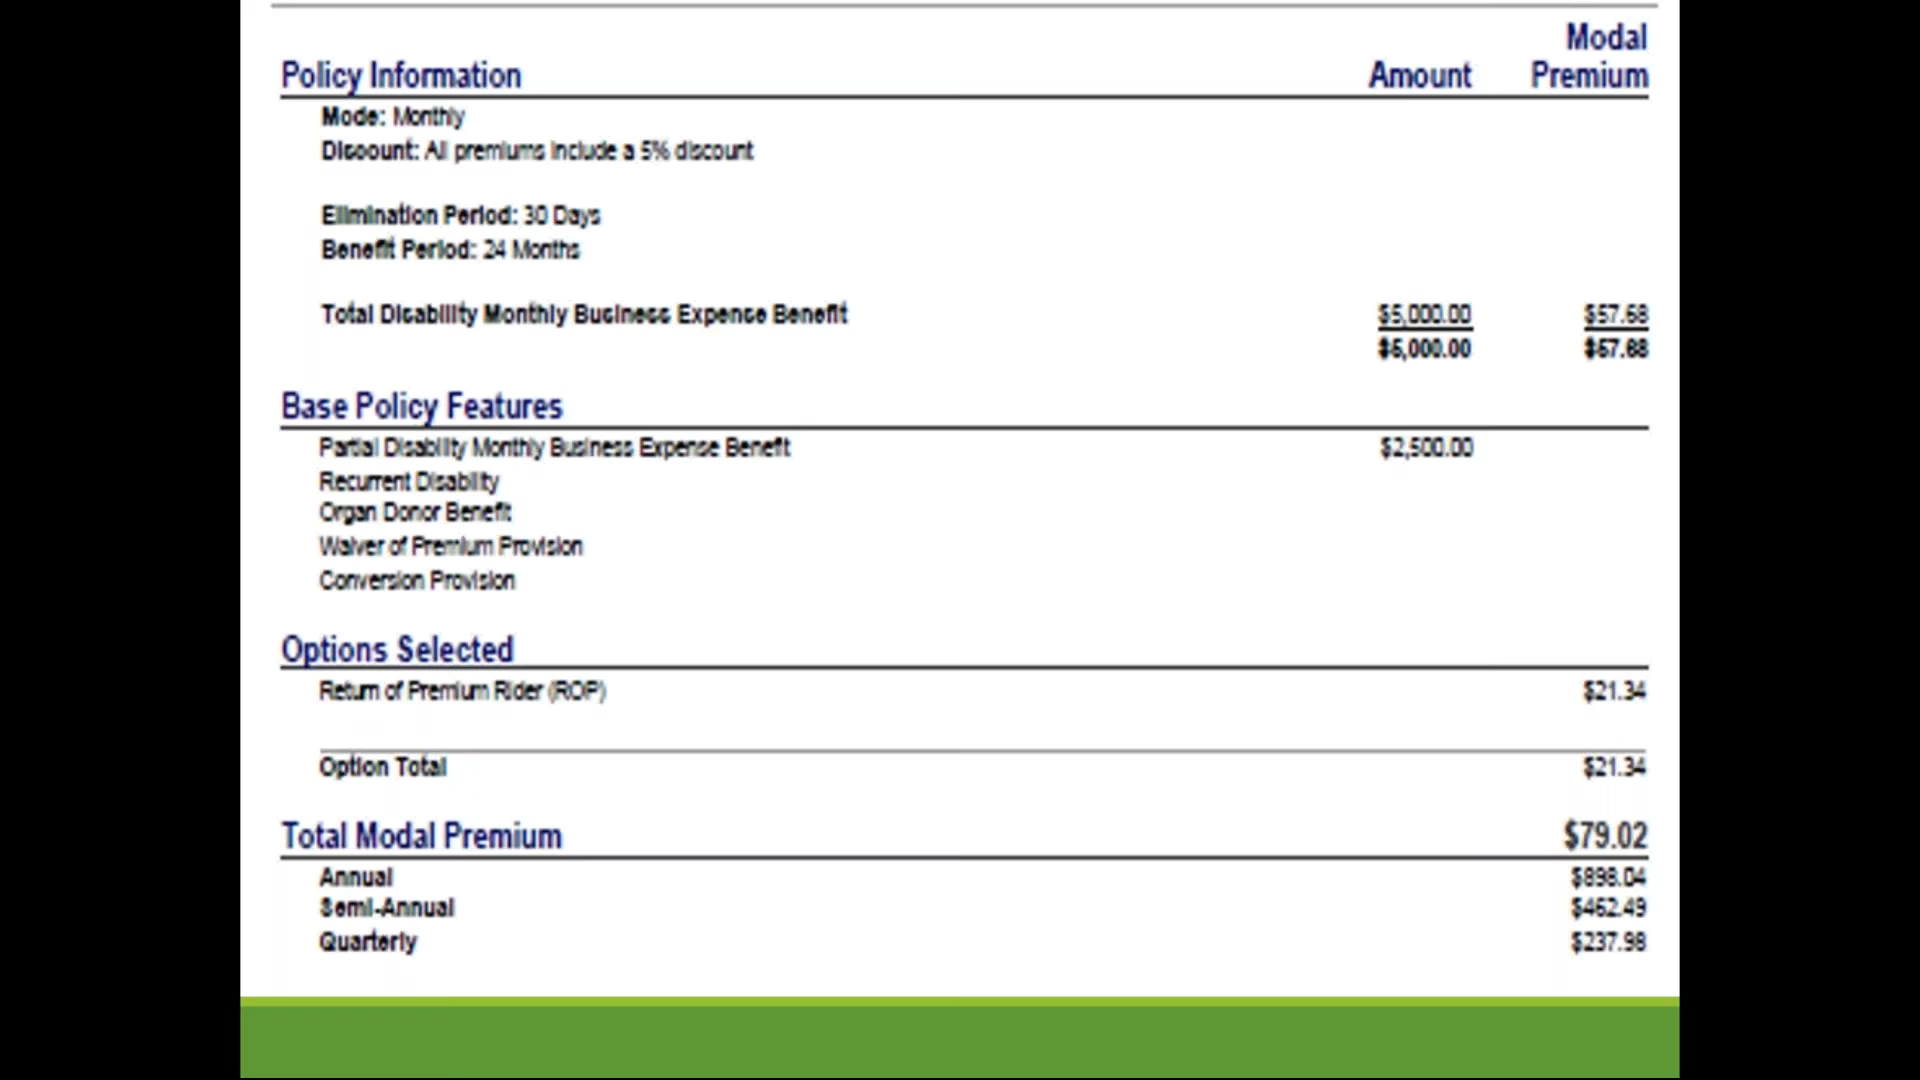 Modal
Policy Information Amount Premium
Mode: Monthly
Discount: All premiums include a 5% discount
Elimination Period: 30 Days
Benefit Period: 24 Months
Total Disability Monthly Business Expense Benefit $5,000.00 $57.68
$5,000.00 $57.68
Base Policy Features
Partial Disability Monthly Business Expense Benefit $2,500.00
Recurrent Disability
Organ Donor Benefit
Waiver of Premium Provision
Conversion Provision
Options Selected
Return of Premium Rider (ROP) $21.34
Option Total $21.34
Total Modal Premium $79.02
Annual $898.04
Semi-Annual $462.49
Quarterly $237.98